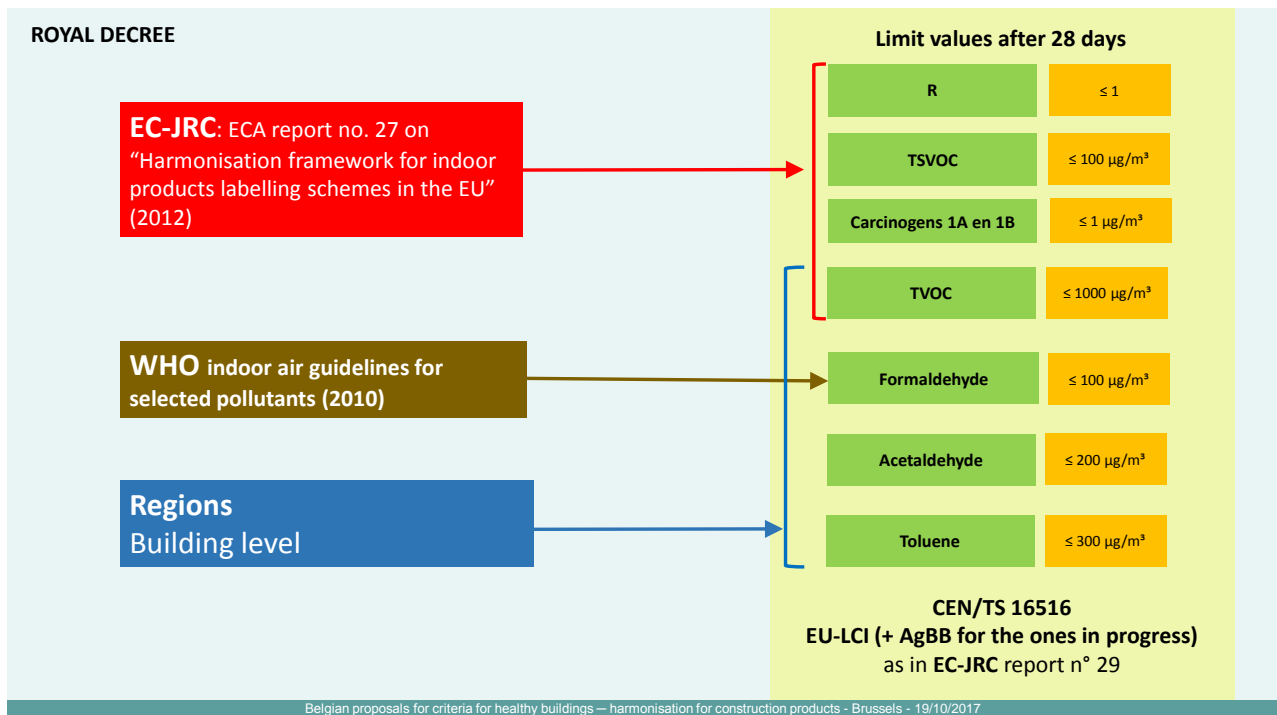 ROYAL DECREE
EC-JRC: ECA report no. 27 on
“Harmonisation framework for indoor
products labelling schemes in the EU”
(2012)
WHO indoor air guidelines for
selected pollutants (2010)
Regions
Building level
Limit values after 28 days
R ≤ 1
TSVOC ≤ 100 µg/m³
Carcinogens 1A en 1B ≤ 1 µg/m³
TVOC ≤ 1000 µg/m³
Formaldehyde ≤ 100 µg/m³
Acetaldehyde ≤ 200 µg/m³
Toluene ≤ 300 µg/m³
CEN/TS 16516
EU-LCI (+ AgBB for the ones in progress)
as in EC-JRC report n° 29
Belgian proposals for criteria for healthy buildings — harmonisation for construction products - Brussels - 19/10/2017